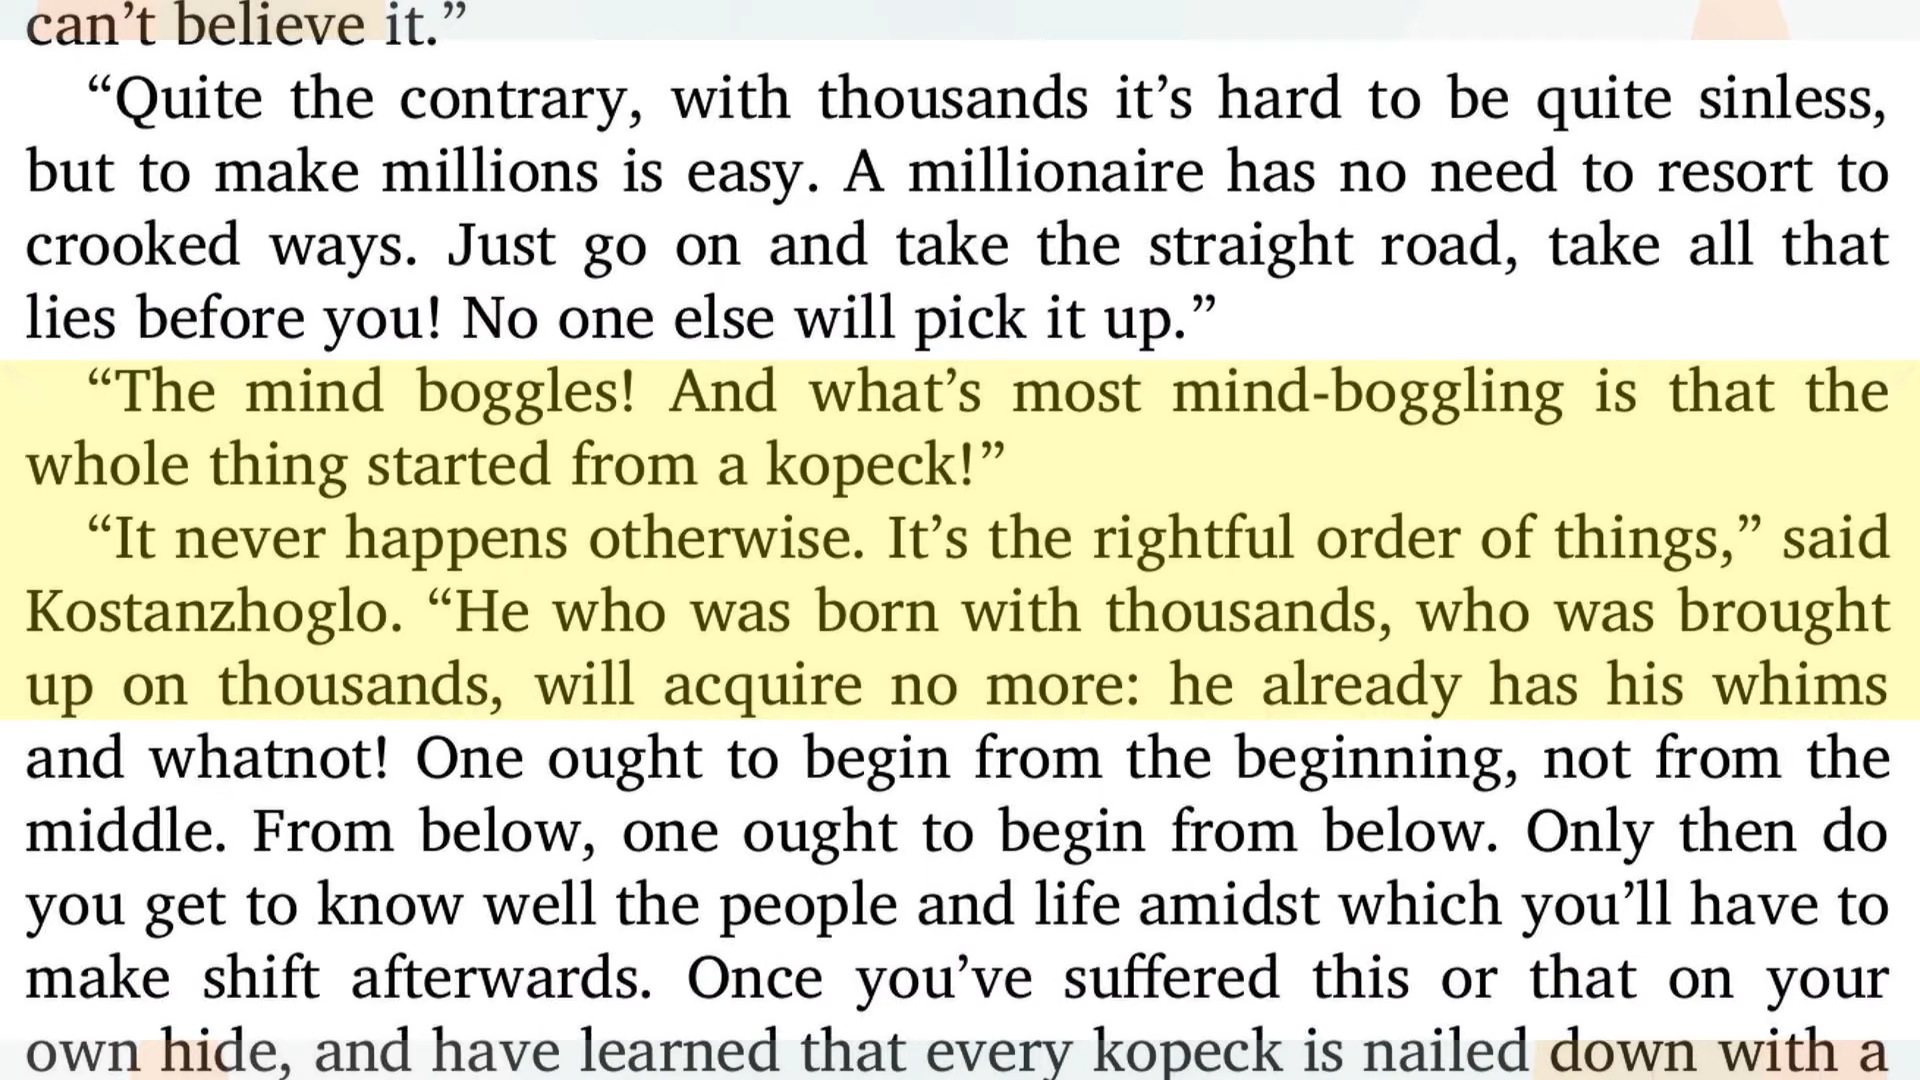 can’t believe it.”
“Quite the contrary, with thousands it’s hard to be quite sinless,
but to make millions is easy. A millionaire has no need to resort to
crooked ways. Just go on and take the straight road, take all that
lies before you! No one else will pick it up.”
“The mind boggles! And what’s most mind-boggling is that the
whole thing started from a kopeck!”
“It never happens otherwise. It’s the rightful order of things,” said
Kostanzhoglo. “He who was born with thousands, who was brought
up on thousands, will acquire no more: he already has his whims
and whatnot! One ought to begin from the beginning, not from the
middle. From below, one ought to begin from below. Only then do
you get to know well the people and life amidst which you’ll have to
make shift afterwards. Once you’ve suffered this or that on your
own hide, and have learned that every kopeck is nailed down with a